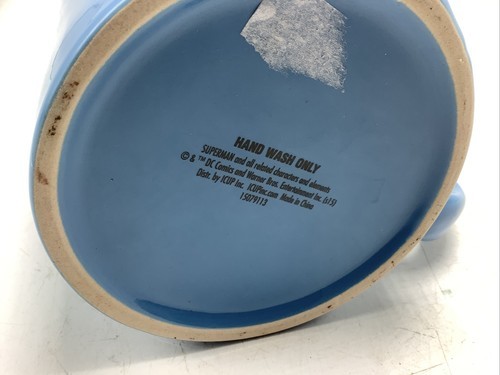 HAND WASH ONLY
SUPERMAN and all related characters and elements
© & ™ DC Comics and Warner Bros. Entertainment Inc. (s15)
Distr. by ICUP Inc. ICUPinc.com Made in China
15079113